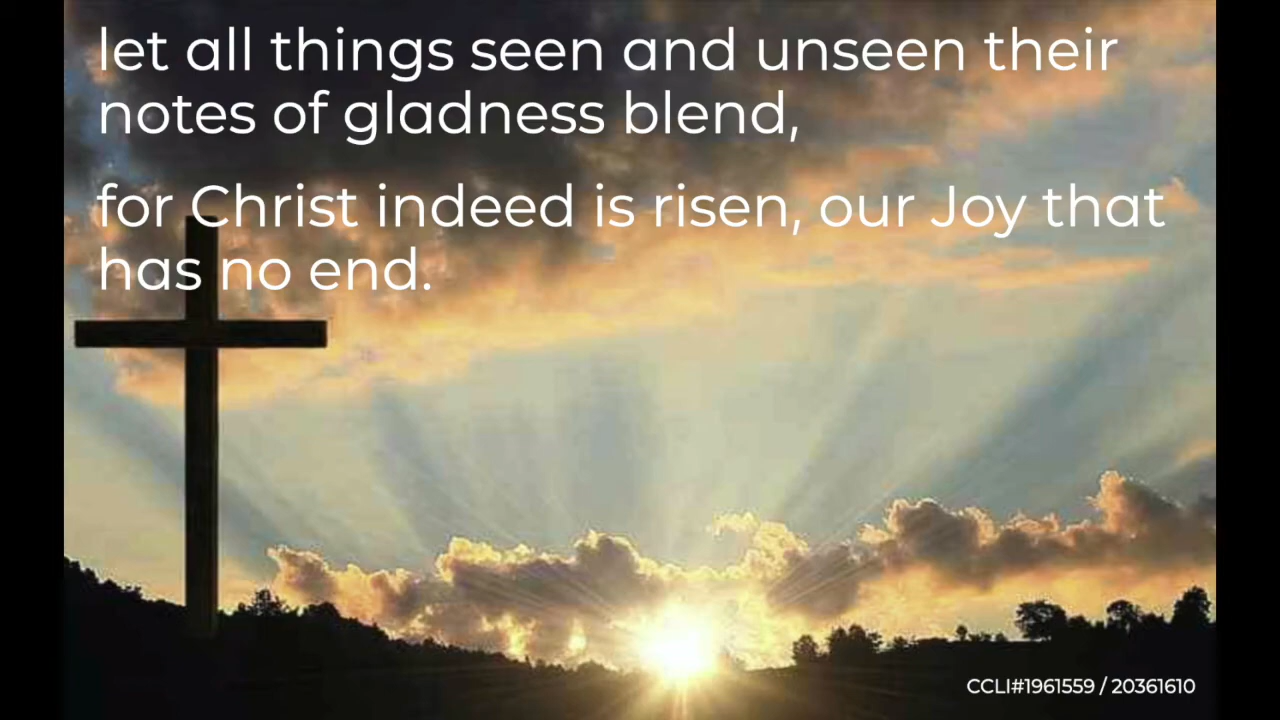 let all things seen and unseen their
notes of gladness blend,
for Christ indeed is risen, our Joy that
has no end.
CCLI#1961559 / 20361610